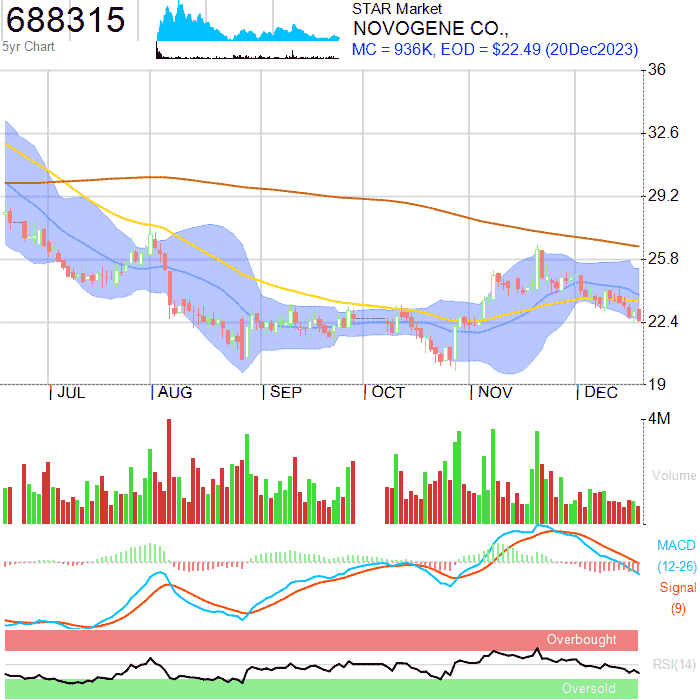 688315
5yr Chart
STAR Market
NOVOGENE CO.,
MC = 936K, EOD = $22.49 (20Dec2023)
36
32.6
29.2
25.8
22.4
19
JUL AUG SEP OCT NOV DEC
4M
Volume
MACD
(12-26)
Signal
(9)
Overbought
RSI(14)
Oversold